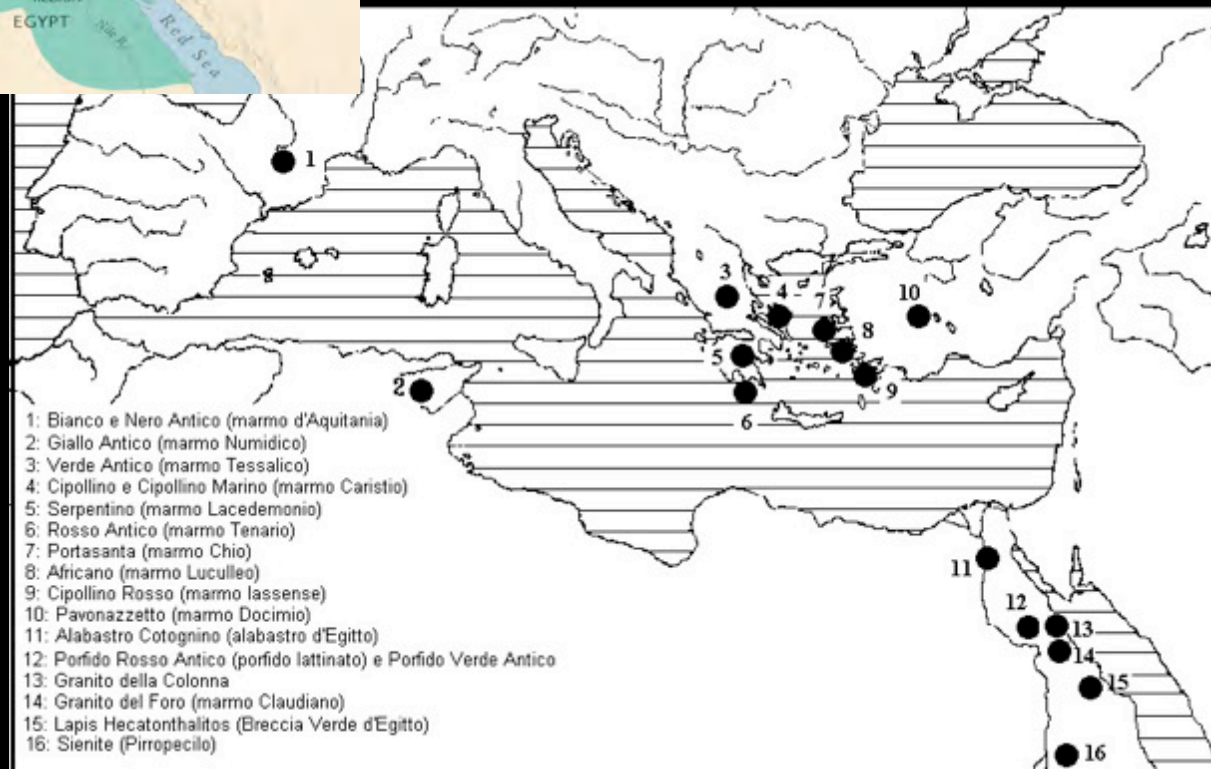 EGYPT
Nile R.
Red Sea
1
2
3
4
5
6
7
8
9
10
11
12
13
14
15
16
1: Bianco e Nero Antico (marmo d'Aquitania)
2: Giallo Antico (marmo Numidico)
3: Verde Antico (marmo Tessalico)
4: Cipollino e Cipollino Marino (marmo Caristio)
5: Serpentino (marmo Lacedemonio)
6: Rosso Antico (marmo Tenario)
7: Portasanta (marmo Chio)
8: Africano (marmo Luculleo)
9: Cipollino Rosso (marmo Iassense)
10: Pavonazzetto (marmo Docimio)
11: Alabastro Cotognino (alabastro d'Egitto)
12: Porfido Rosso Antico (porfido lattinato) e Porfido Verde Antico
13: Granito della Colonna
14: Granito del Foro (marmo Claudiano)
15: Lapis Hecatonthalitos (Breccia Verde d'Egitto)
16: Sienite (Pirropecilo)